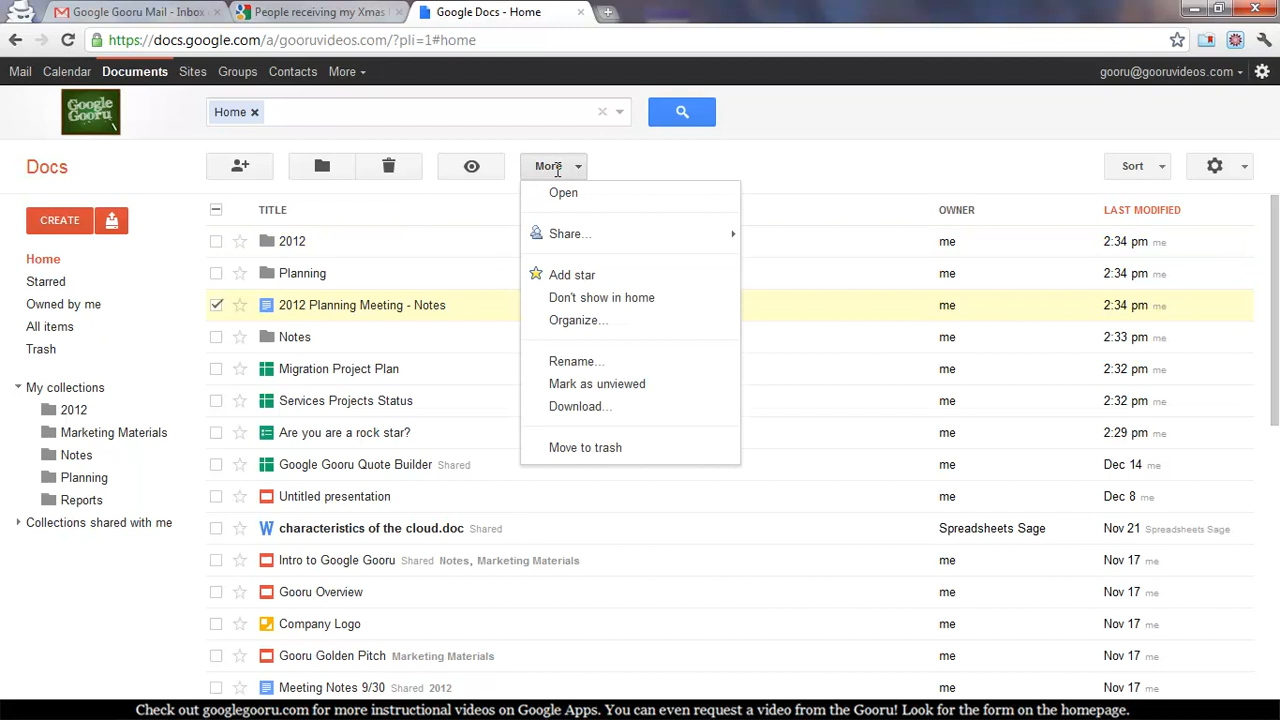 Google Gooru Mail - Inbox
People receiving my Xmas
Google Docs - Home
https://docs.google.com/a/gooruvideos.com/?pli=1#home
Mail Calendar Documents Sites Groups Contacts More
gooru@gooruvideos.com
Google Gooru
Home
Docs
More
Sort
CREATE
Home
Starred
Owned by me
All items
Trash
My collections
2012
Marketing Materials
Notes
Planning
Reports
Collections shared with me
TITLE OWNER LAST MODIFIED
2012 me 2:34 pm me
Planning me 2:34 pm me
2012 Planning Meeting - Notes me 2:34 pm me
Notes me 2:34 pm me
Migration Project Plan me 2:32 pm me
Services Projects Status me 2:32 pm me
Are you are a rock star? me 2:29 pm me
Google Gooru Quote Builder Shared me Dec 14 me
Untitled presentation me Dec 8 me
characteristics of the cloud.doc Shared Spreadsheets Sage Nov 21 Spreadsheets Sage
Intro to Google Gooru Shared Notes, Marketing Materials me Nov 17 me
Gooru Overview me Nov 17 me
Company Logo me Nov 17 me
Gooru Golden Pitch Marketing Materials me Nov 17 me
Meeting Notes 9/30 Shared 2012 me Nov 17 me
Open
Share...
Add star
Don't show in home
Organize...
Rename...
Mark as unviewed
Download...
Move to trash
Check out googlegooru.com for more instructional videos on Google Apps. You can even request a video from the Gooru! Look for the form on the homepage.